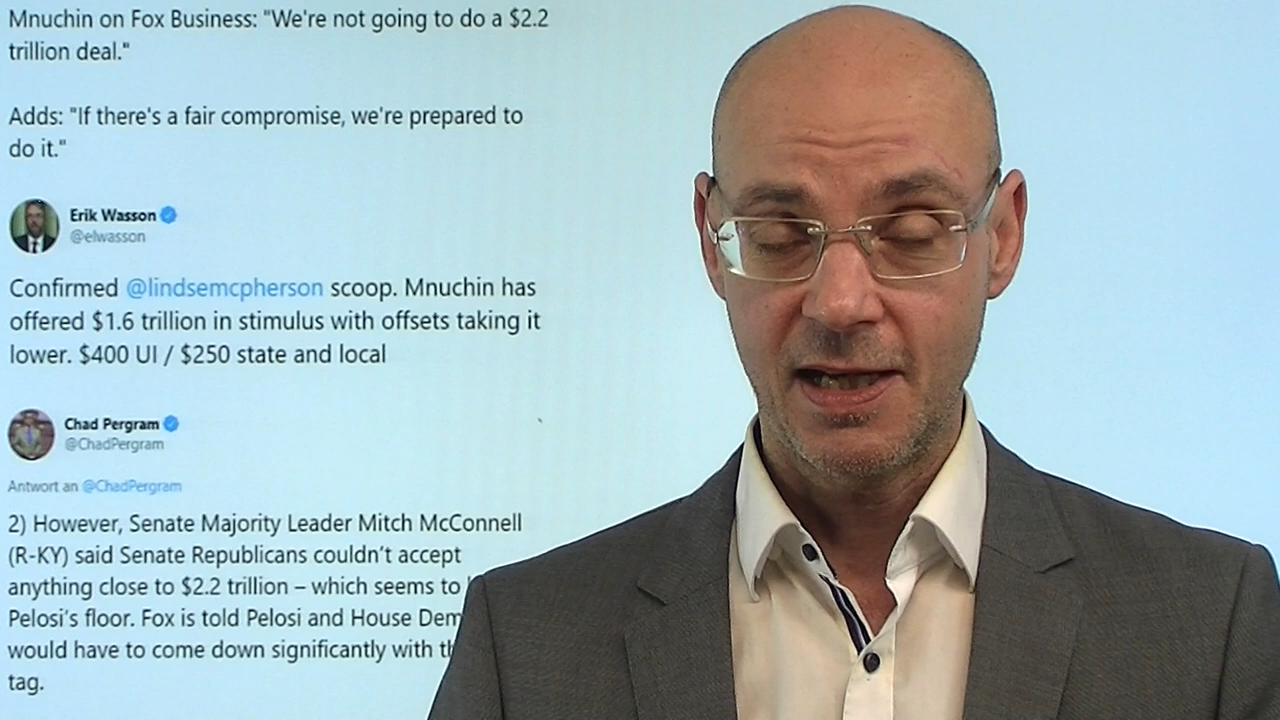 Mnuchin on Fox Business: "We're not going to do a $2.2
trillion deal."
Adds: "If there's a fair compromise, we're prepared to
do it."
Erik Wasson
@elwasson
Confirmed @lindsemcpherson scoop. Mnuchin has
offered $1.6 trillion in stimulus with offsets taking it
lower. $400 UI / $250 state and local
Chad Pergram
@ChadPergram
Antwort an @ChadPergram
2) However, Senate Majority Leader Mitch McConnell
(R-KY) said Senate Republicans couldn't accept
anything close to $2.2 trillion – which seems to
Pelosi's floor. Fox is told Pelosi and House Dem
would have to come down significantly with
tag.